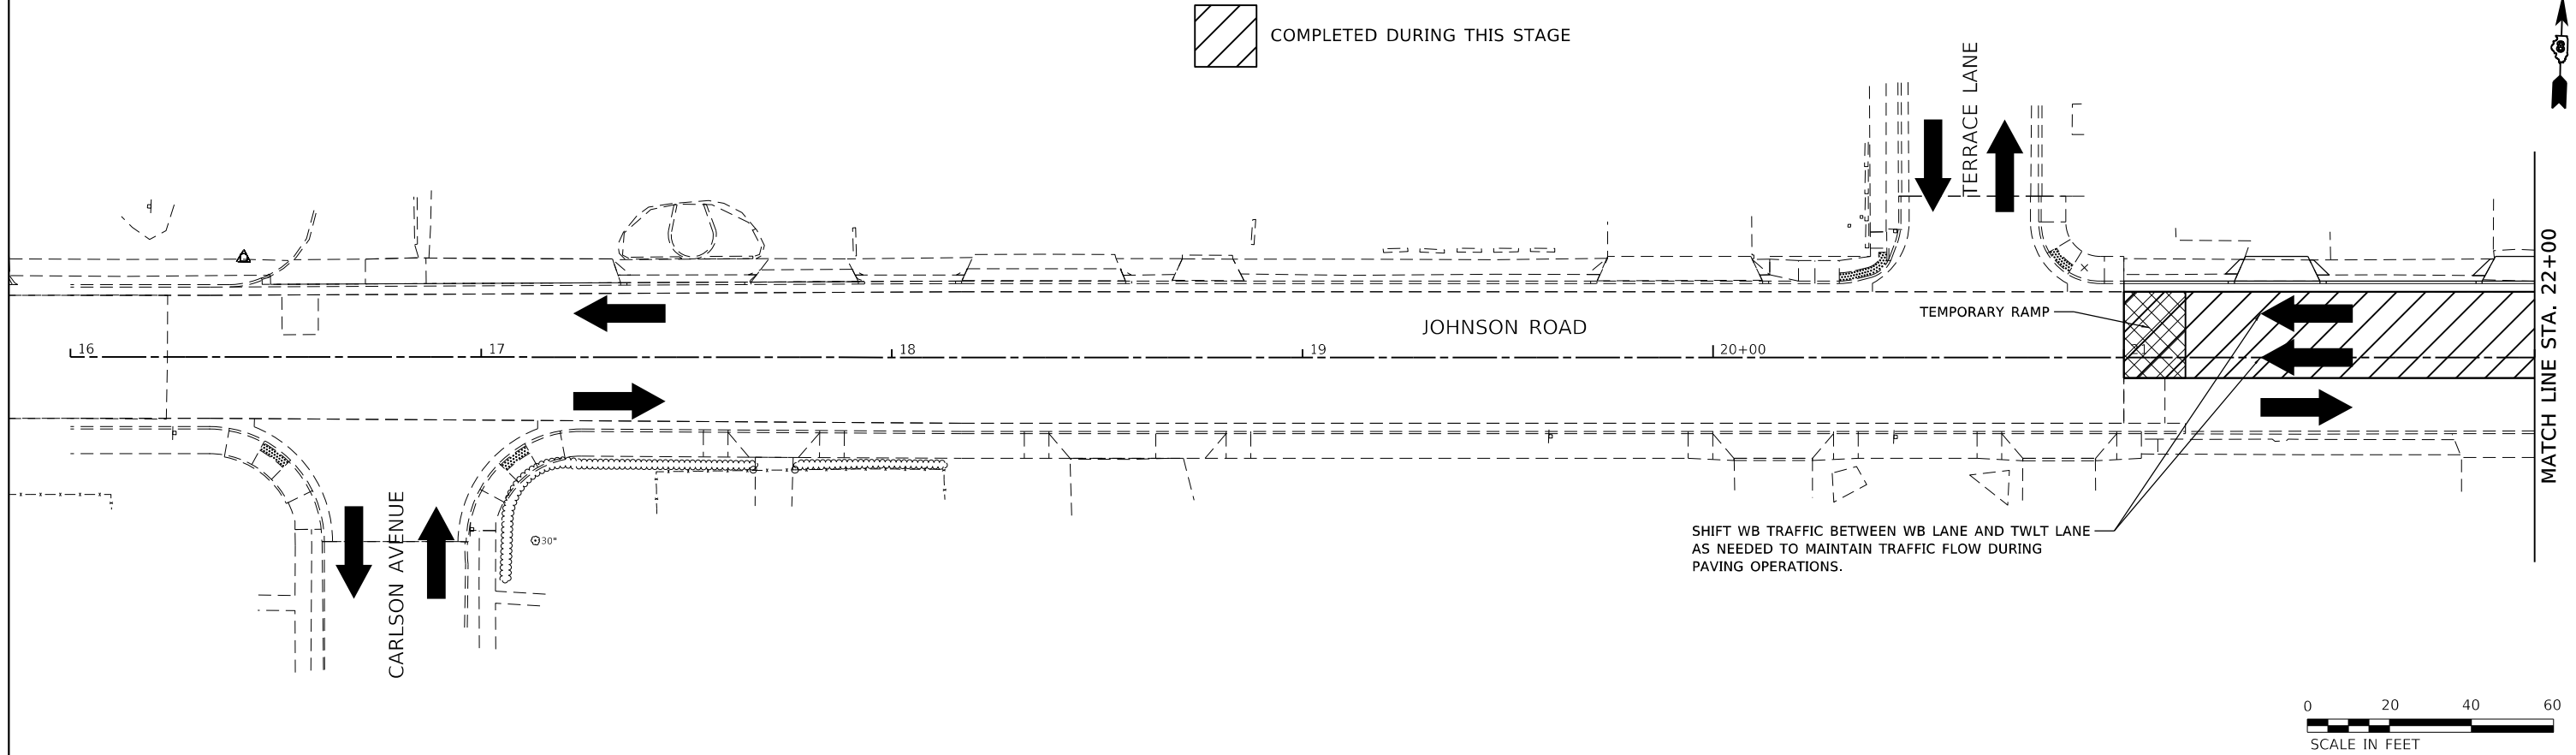 COMPLETED DURING THIS STAGE
TERRACE LANE
TEMPORARY RAMP
JOHNSON ROAD
16
17
18
19
20+00
21
MATCH LINE STA. 22+00
SHIFT WB TRAFFIC BETWEEN WB LANE AND TWLT LANE
AS NEEDED TO MAINTAIN TRAFFIC FLOW DURING
PAVING OPERATIONS.
CARLSON AVENUE
30"
0 20 40 60
SCALE IN FEET